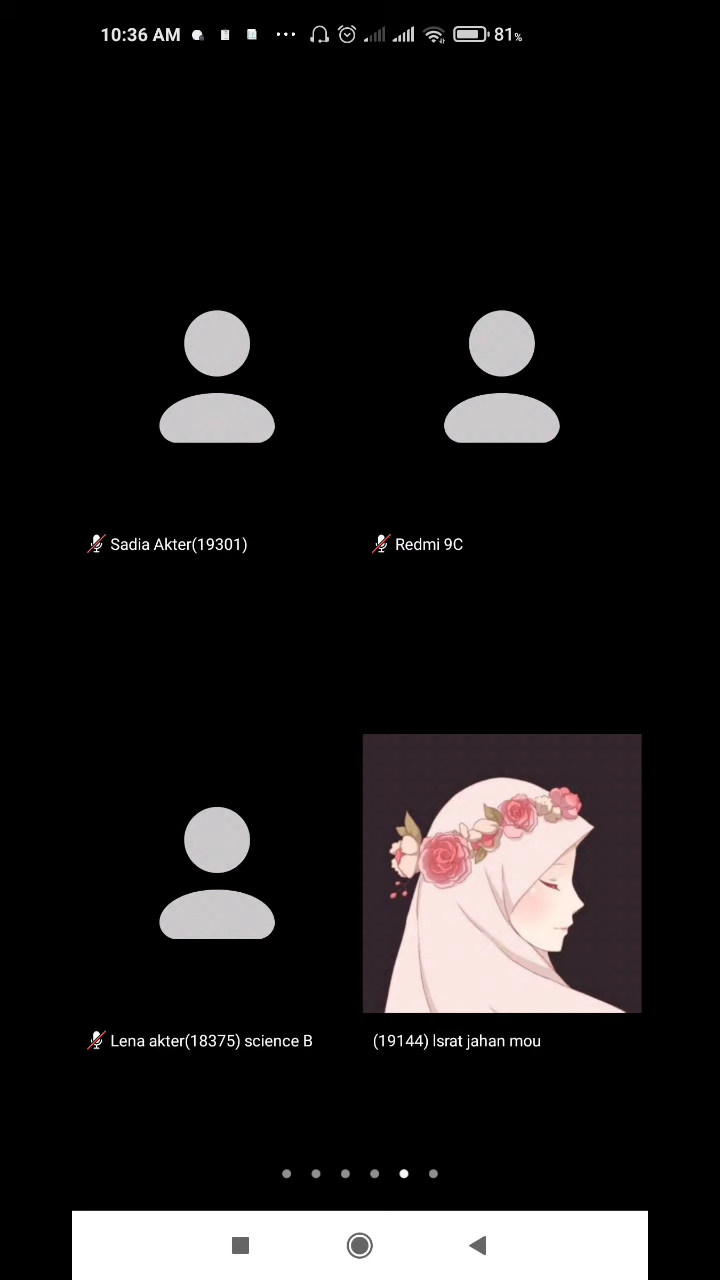 10:36 AM 81%
Sadia Akter(19301)
Redmi 9C
Lena akter(18375) science B
(19144) Israt jahan mou